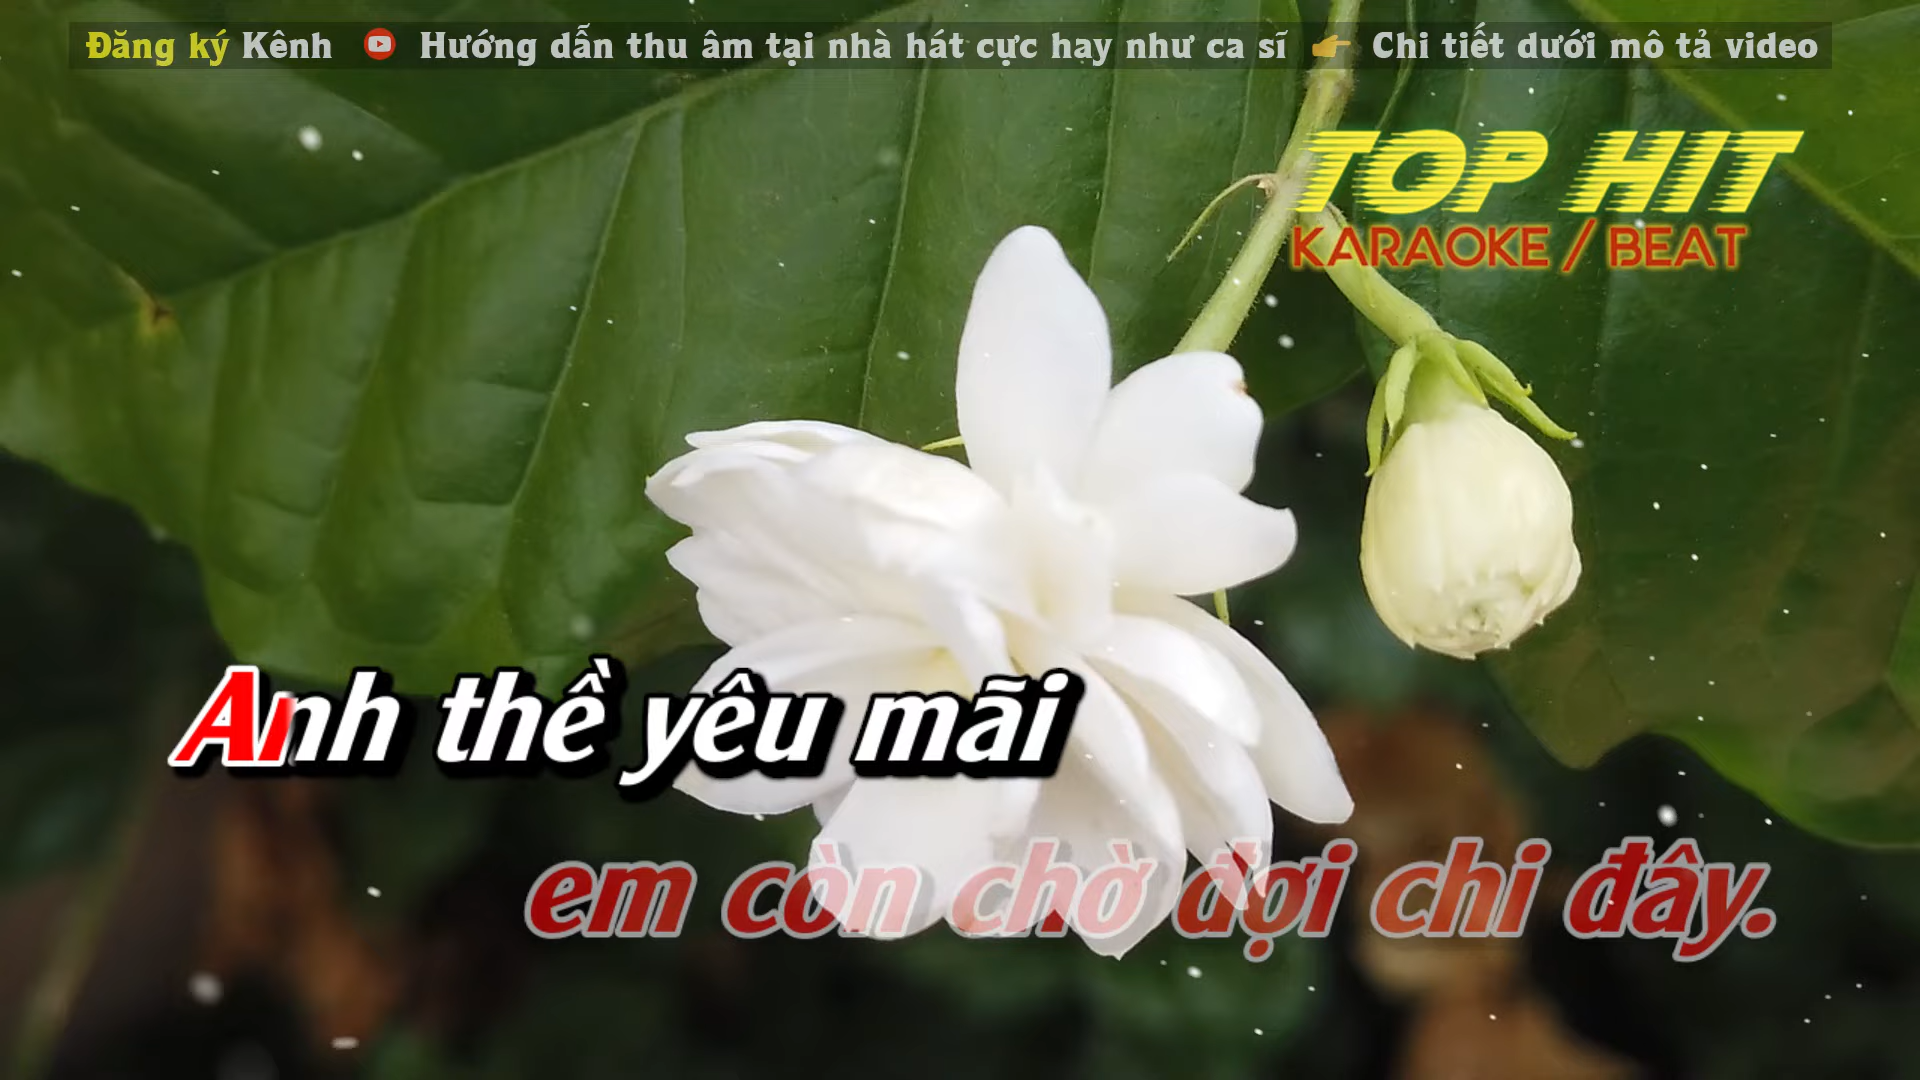 Đăng ký Kênh Hướng dẫn thu âm tại nhà hát cực hay như ca sĩ Chi tiết dưới mô tả video
TOP HIT
KARAOKE / BEAT
Anh thề yêu mãi
em còn chờ đợi chi đây.